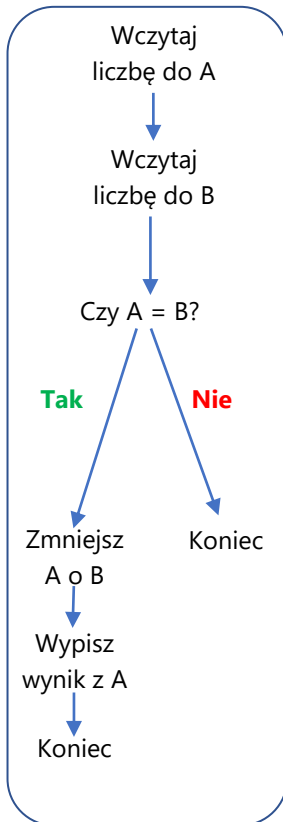 Wczytaj
liczbę do A
Wczytaj
liczbę do B
Czy A = B?
Tak
Nie
Zmniejsz
A o B
Koniec
Wypisz
wynik z A
Koniec